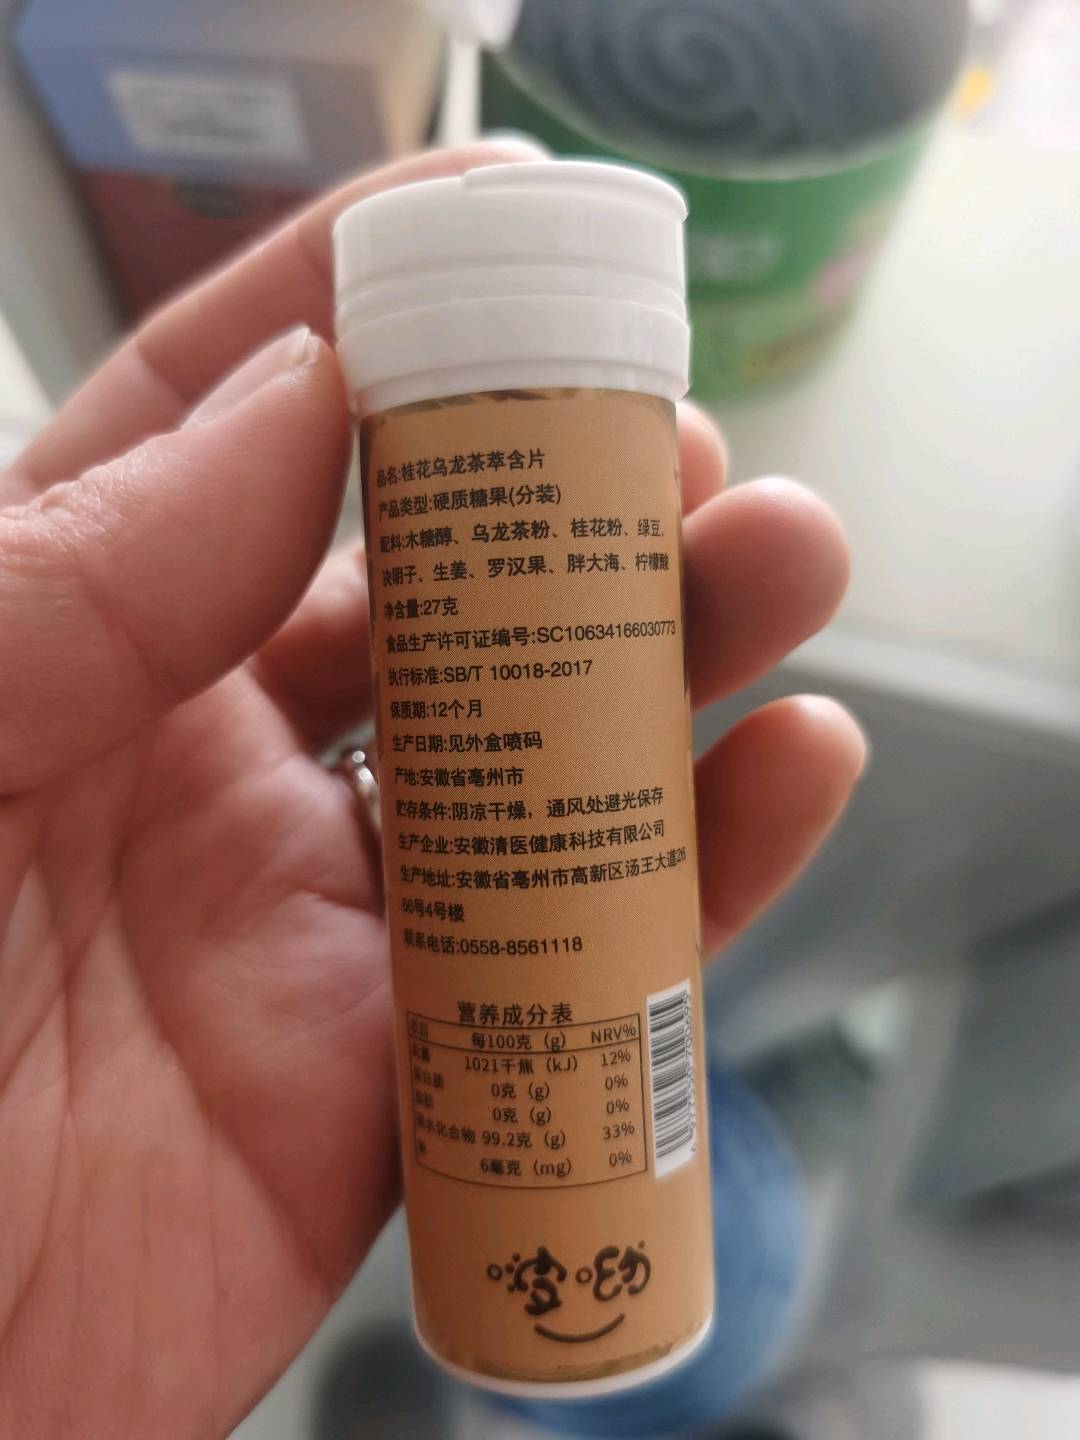 品名:桂花乌龙茶萃含片
产品类型:硬质糖果(分装)
配料:木糖醇、乌龙茶粉、桂花粉、绿豆、
决明子、生姜、罗汉果、胖大海、柠檬酸
净含量:27克
食品生产许可证编号:SC10634166030773
执行标准:SB/T 10018-2017
保质期:12个月
生产日期:见外盒喷码
产地:安徽省亳州市
贮存条件:阴凉干燥，通风处避光保存
生产企业:安徽清医健康科技有限公司
生产地址:安徽省亳州市高新区汤王大道26
66号4号楼
联系电话:0558-8561118
营养成分表
项目 每100克（g） NRV%
能量 1021千焦（kJ） 12%
蛋白质 0克（g） 0%
脂肪 0克（g） 0%
碳水化合物 99.2克（g） 33%
钠 6毫克（mg） 0%